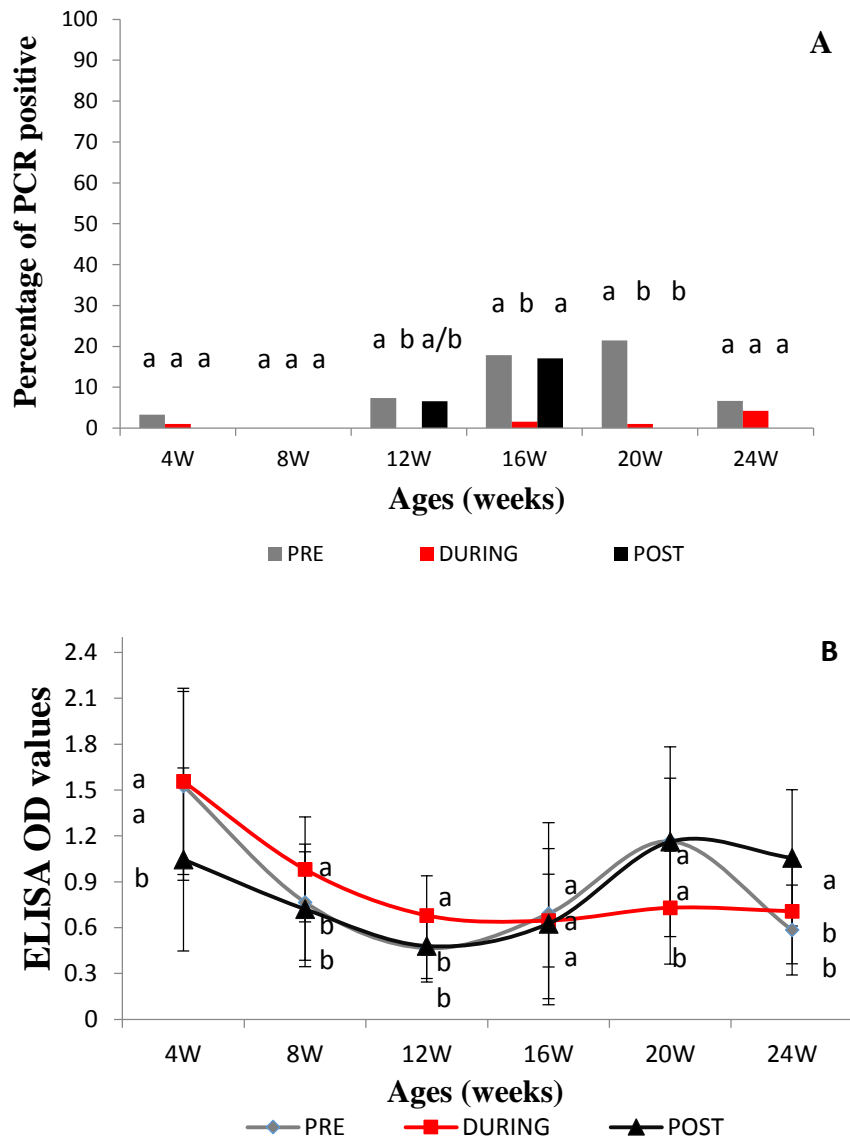 A
Percentage of PCR positive
100
90
80
70
60
50
40
30
20
10
0
a a a
a a a
a b a/b
a b a
a b b
a a a
4W 8W 12W 16W 20W 24W
Ages (weeks)
PRE DURING POST
B
ELISA OD values
2.4
2.1
1.8
1.5
1.2
0.9
0.6
0.3
0
a
a
b
a
b
b
a
b
b
a
a
a
a
a
b
a
b
b
4W 8W 12W 16W 20W 24W
Ages (weeks)
PRE DURING POST